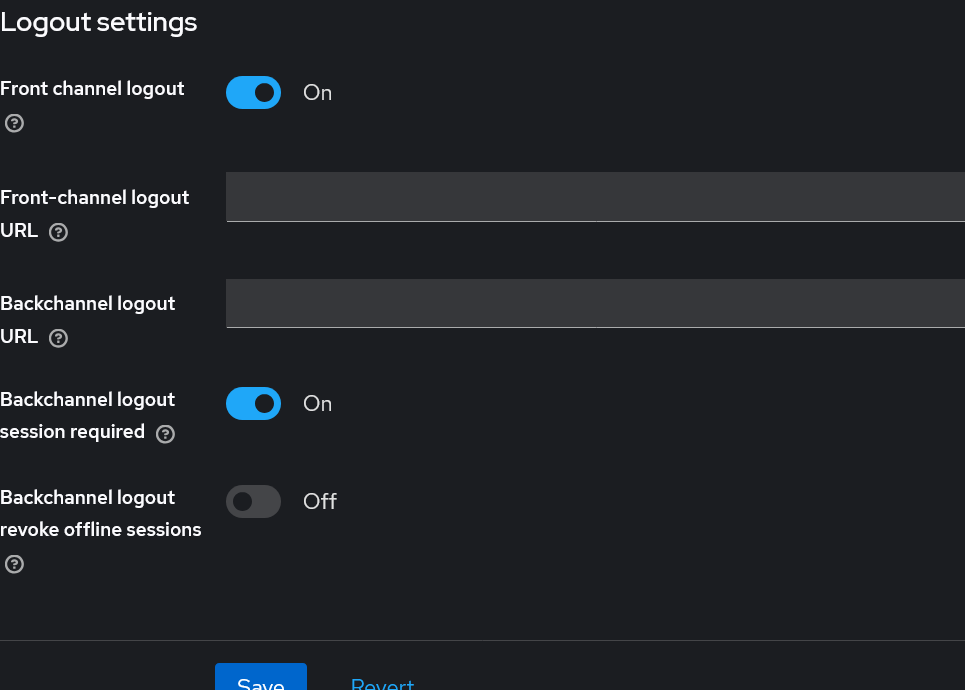 Logout settings
Front channel logout
On
Front-channel logout
URL
Backchannel logout
URL
Backchannel logout
session required
On
Backchannel logout
revoke offline sessions
Off
Save Revert